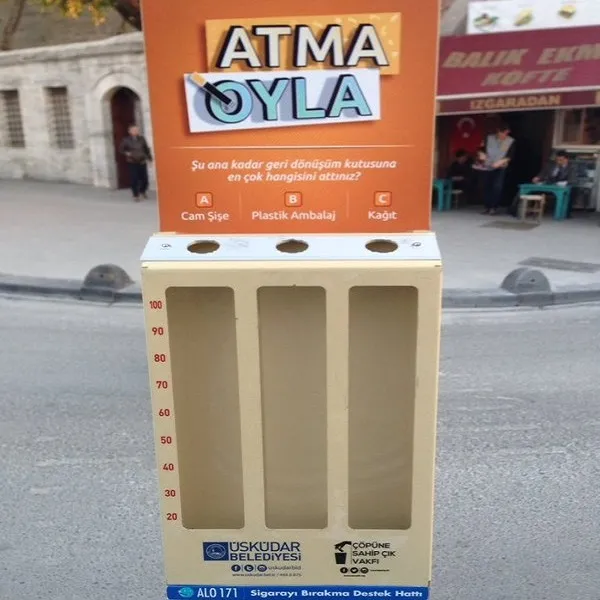 ATMA
OYLA
Şu ana kadar geri dönüşüm kutusuna
en çok hangisini attınız?
A B C
Cam Şişe Plastik Ambalaj Kağıt
BALIK EKM
KÖFTE
IZGARADAN
100
90
80
70
60
50
40
30
20
ÜSKÜDAR
BELEDİYESİ
uskudarbld
ÇÖPÜNE
SAHİP ÇIK
VAKFI
ALO 171 Sigarayı Bırakma Destek Hattı